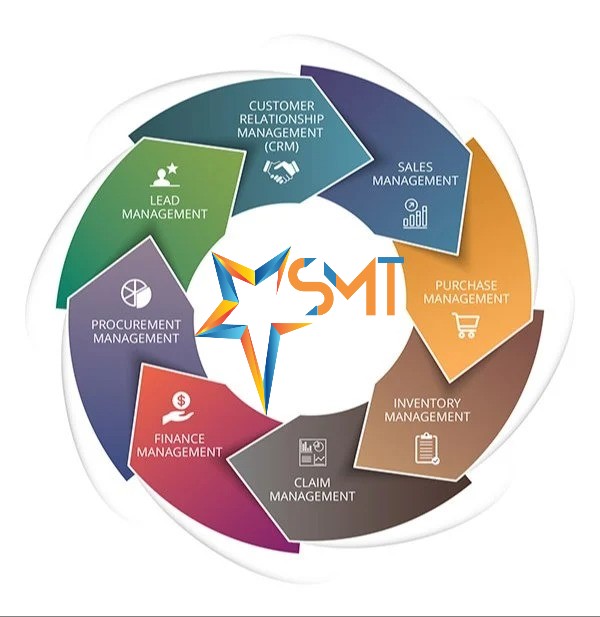 CUSTOMER
RELATIONSHIP
MANAGEMENT
(CRM)
SALES
MANAGEMENT
PURCHASE
MANAGEMENT
INVENTORY
MANAGEMENT
CLAIM
MANAGEMENT
FINANCE
MANAGEMENT
PROCUREMENT
MANAGEMENT
LEAD
MANAGEMENT
SMT
$